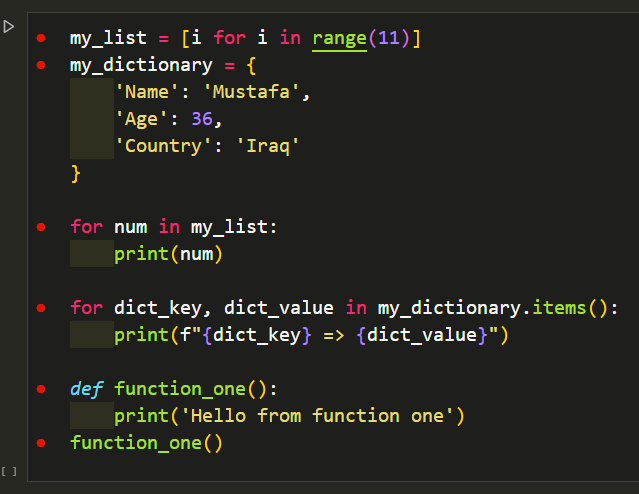 my_list = [i for i in range(11)]
my_dictionary = {
    'Name': 'Mustafa',
    'Age': 36,
    'Country': 'Iraq'
}

for num in my_list:
    print(num)

for dict_key, dict_value in my_dictionary.items():
    print(f"{dict_key} => {dict_value}")

def function_one():
    print('Hello from function one')
function_one()
[ ]